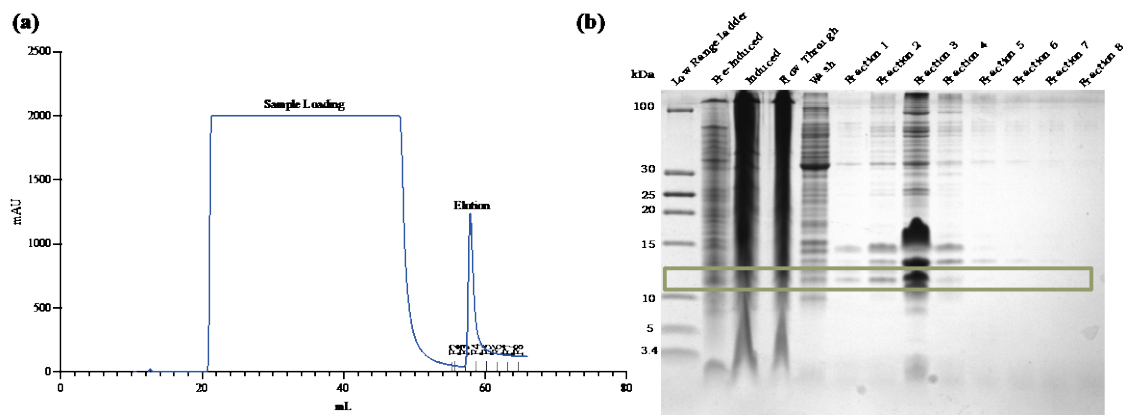 (a)
2500
2000
1500
1000
500
0
mAU
Sample Loading
Elution
0
20
40
60
80
mL
(b)
kDa
Low Range Ladder
Pre-Induced
Induced
Flow Through
Wash
Fraction 1
Fraction 2
Fraction 3
Fraction 4
Fraction 5
Fraction 6
Fraction 7
Fraction 8
100
30
25
20
15
10
5
3.4